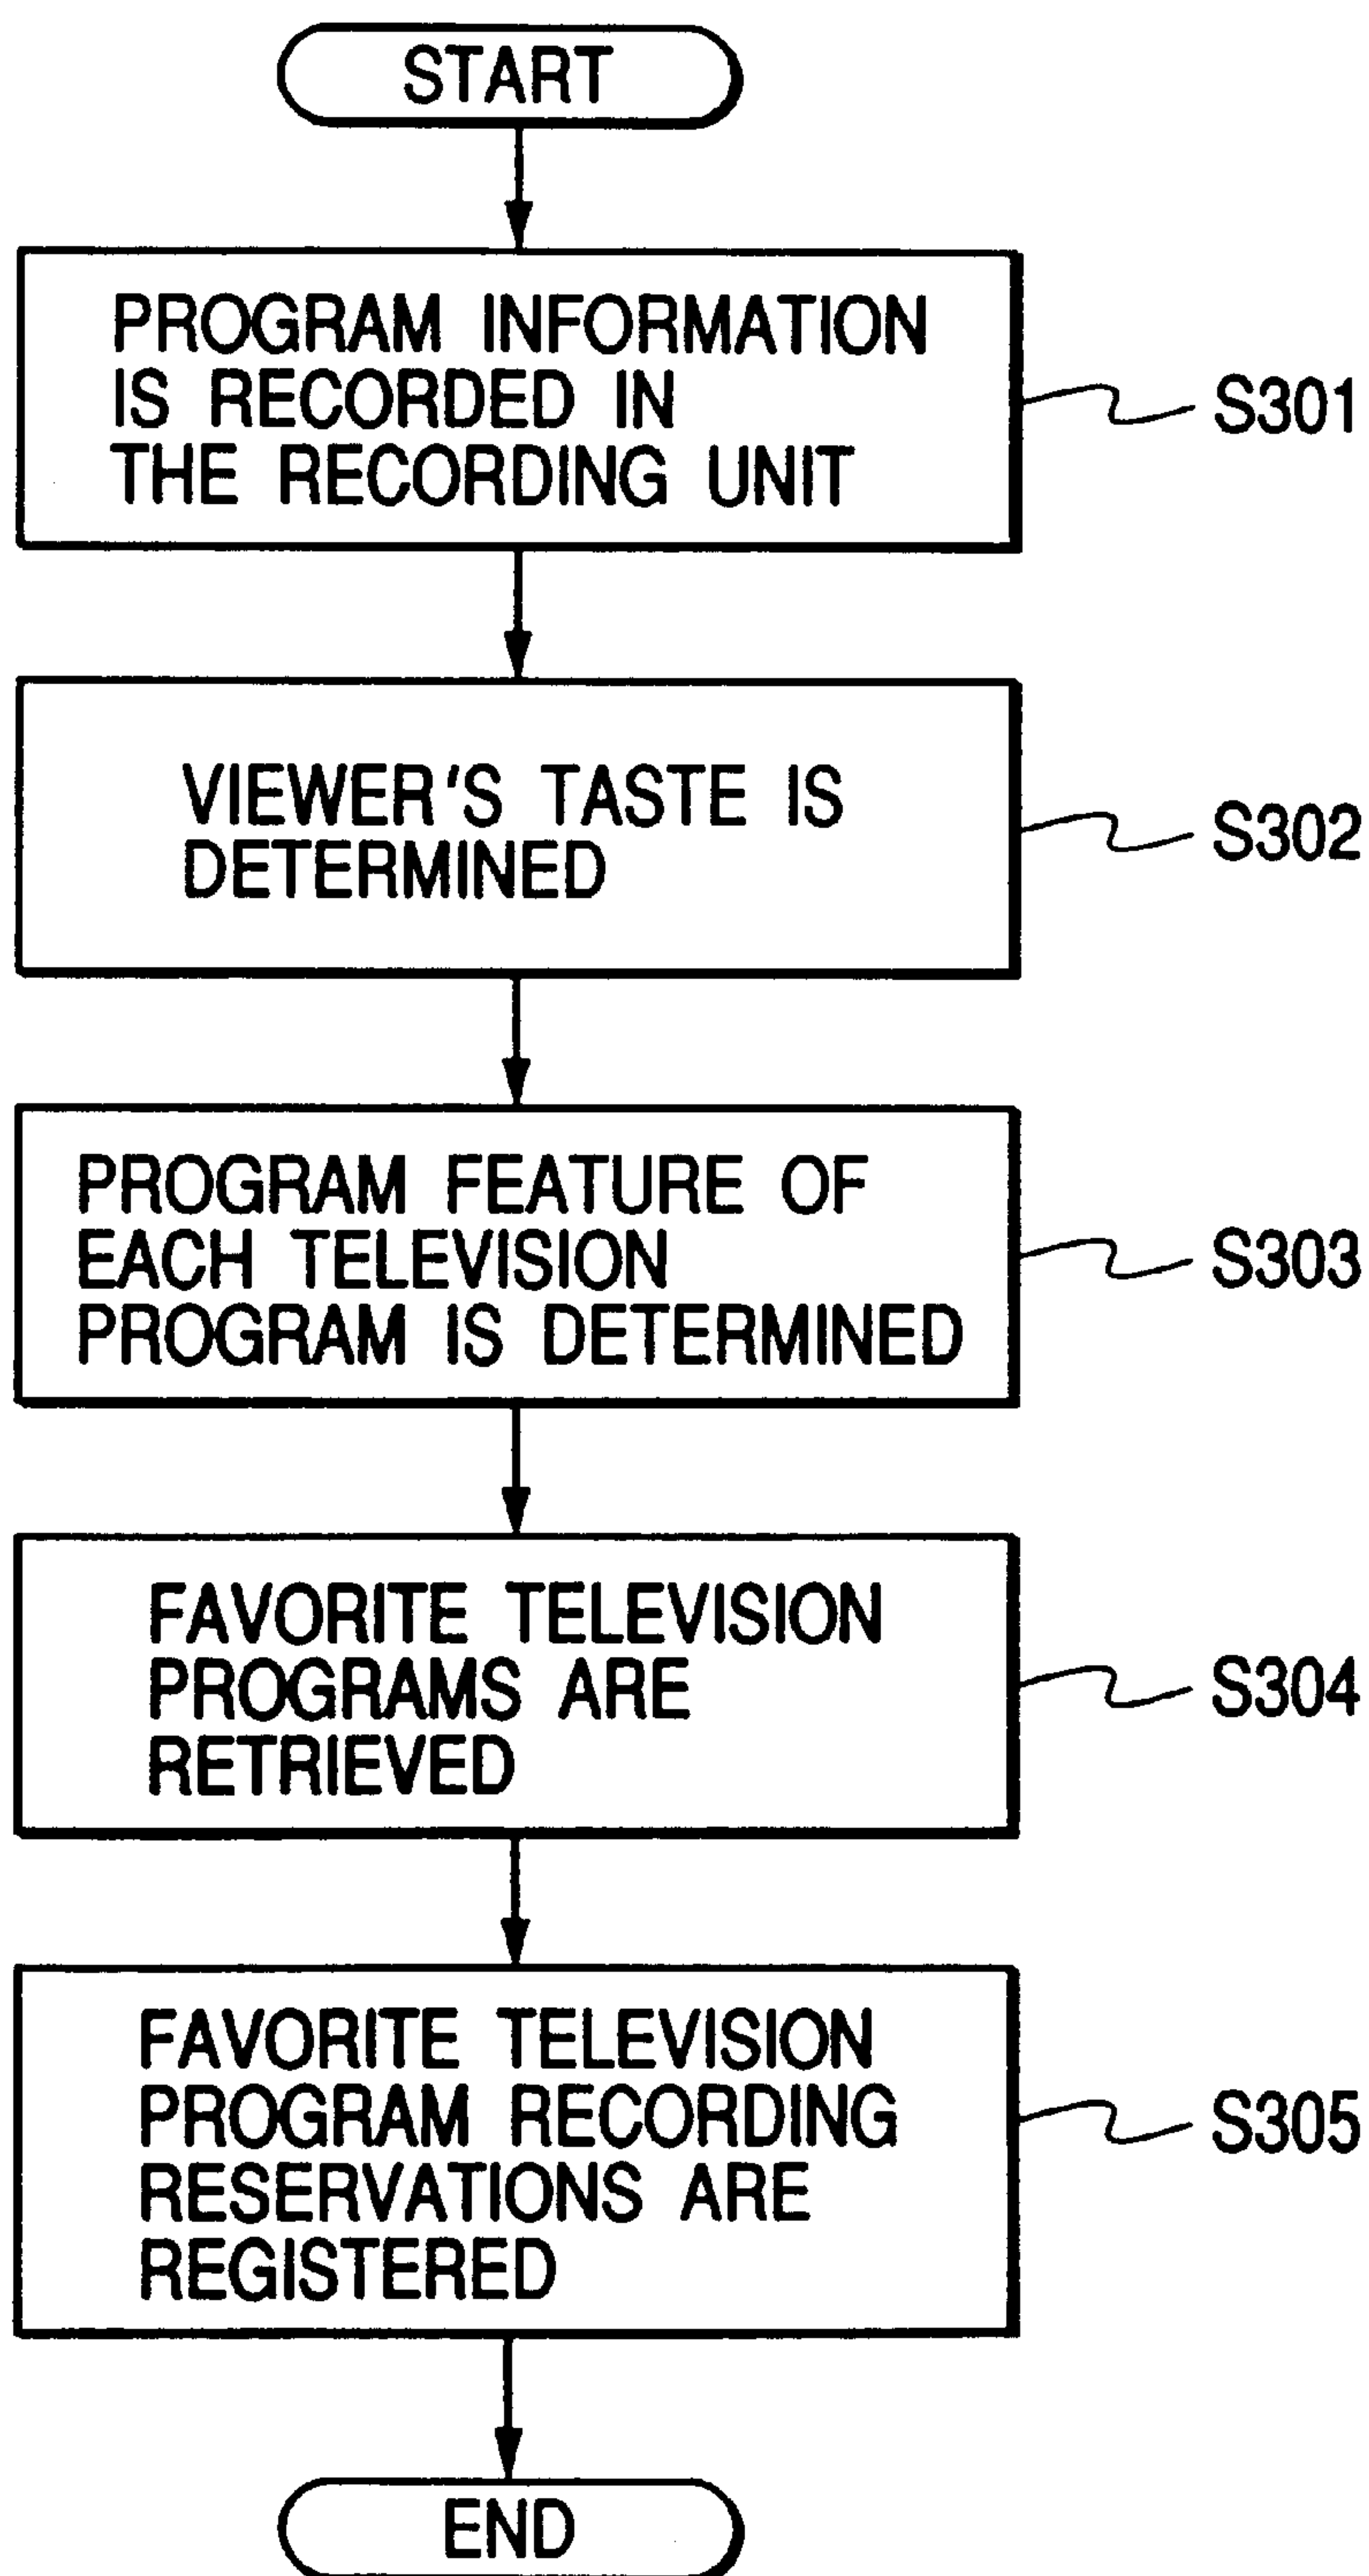 START
PROGRAM INFORMATION
IS RECORDED IN
THE RECORDING UNIT
S301
VIEWER'S TASTE IS
DETERMINED
S302
PROGRAM FEATURE OF
EACH TELEVISION
PROGRAM IS DETERMINED
S303
FAVORITE TELEVISION
PROGRAMS ARE
RETRIEVED
S304
FAVORITE TELEVISION
PROGRAM RECORDING
RESERVATIONS ARE
REGISTERED
S305
END